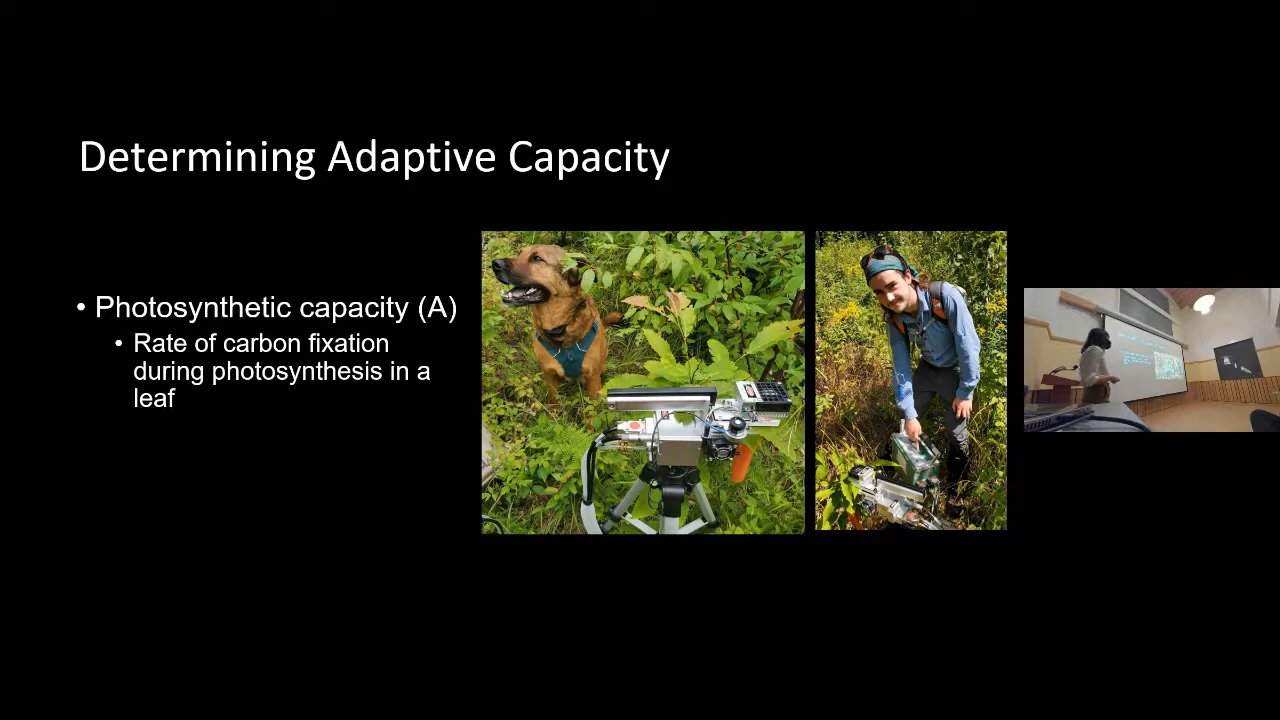 Determining Adaptive Capacity
• Photosynthetic capacity (A)
• Rate of carbon fixation
during photosynthesis in a
leaf